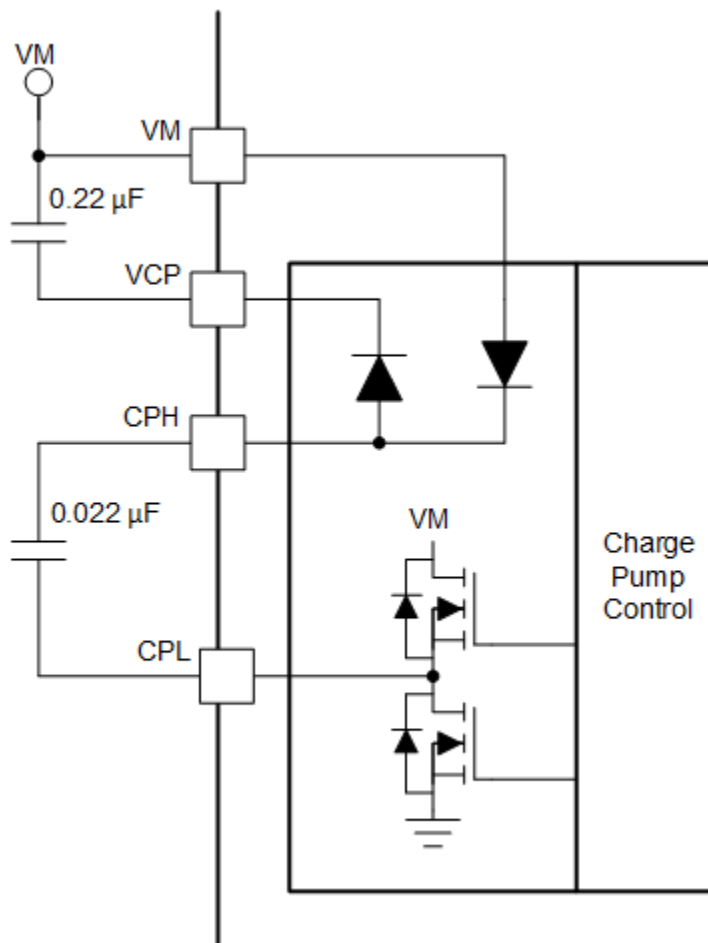 VM
VM
0.22 µF
VCP
CPH
0.022 µF
VM
CPL
Charge
Pump
Control